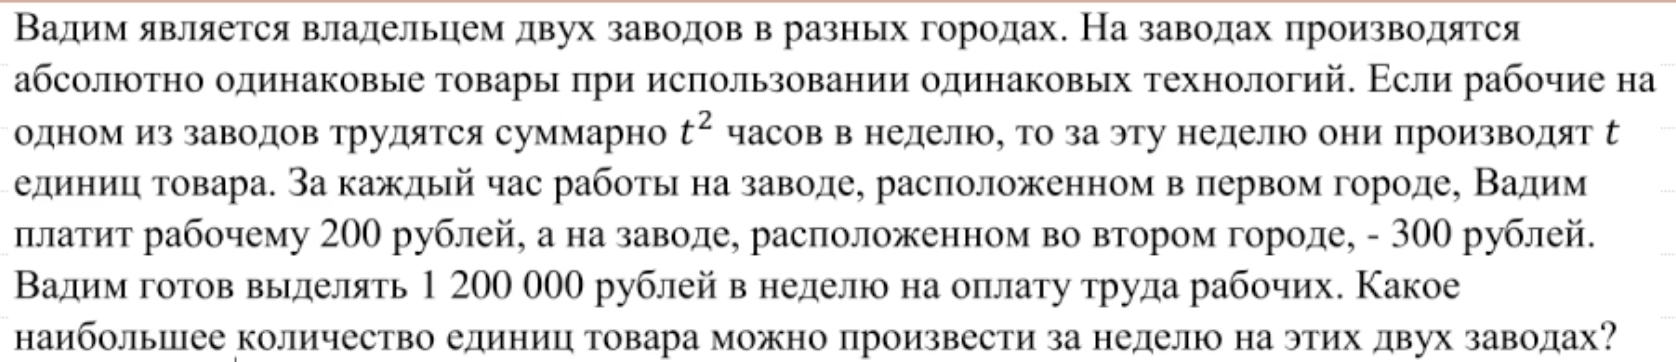 Вадим является владельцем двух заводов в разных городах. На заводах производятся
абсолютно одинаковые товары при использовании одинаковых технологий. Если рабочие на
одном из заводов трудятся суммарно t² часов в неделю, то за эту неделю они производят t
единиц товара. За каждый час работы на заводе, расположенном в первом городе, Вадим
платит рабочему 200 рублей, а на заводе, расположенном во втором городе, - 300 рублей.
Вадим готов выделять 1 200 000 рублей в неделю на оплату труда рабочих. Какое
наибольшее количество единиц товара можно произвести за неделю на этих двух заводах?